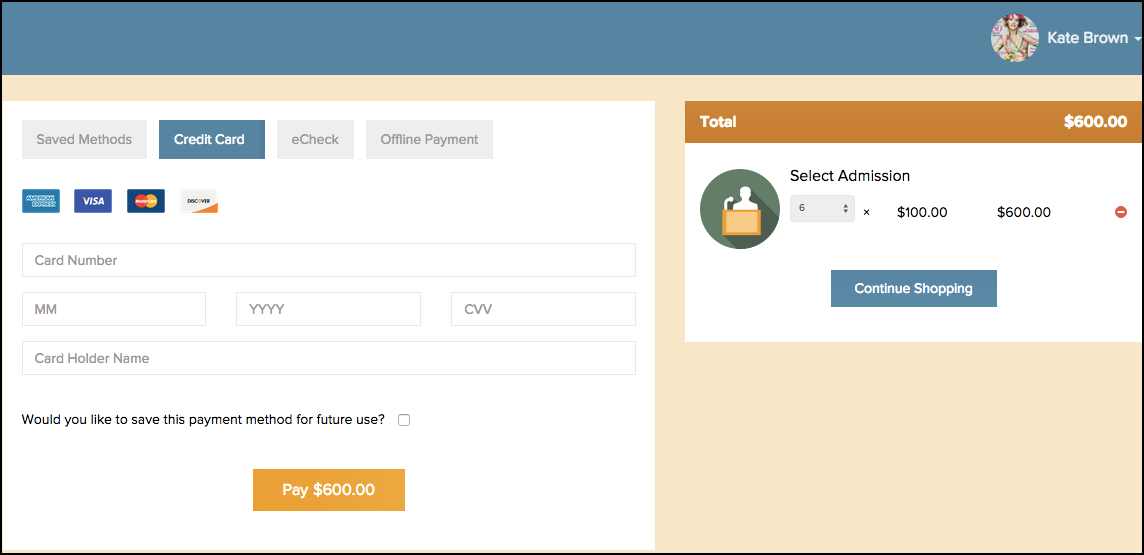 Kate Brown
Saved Methods
Credit Card
eCheck
Offline Payment
AMERICAN
EXPRESS
VISA
MasterCard
DISCOVER
Card Number
MM
YYYY
CVV
Card Holder Name
Would you like to save this payment method for future use?
Pay $600.00
Total $600.00
Select Admission
6 × $100.00 $600.00
Continue Shopping